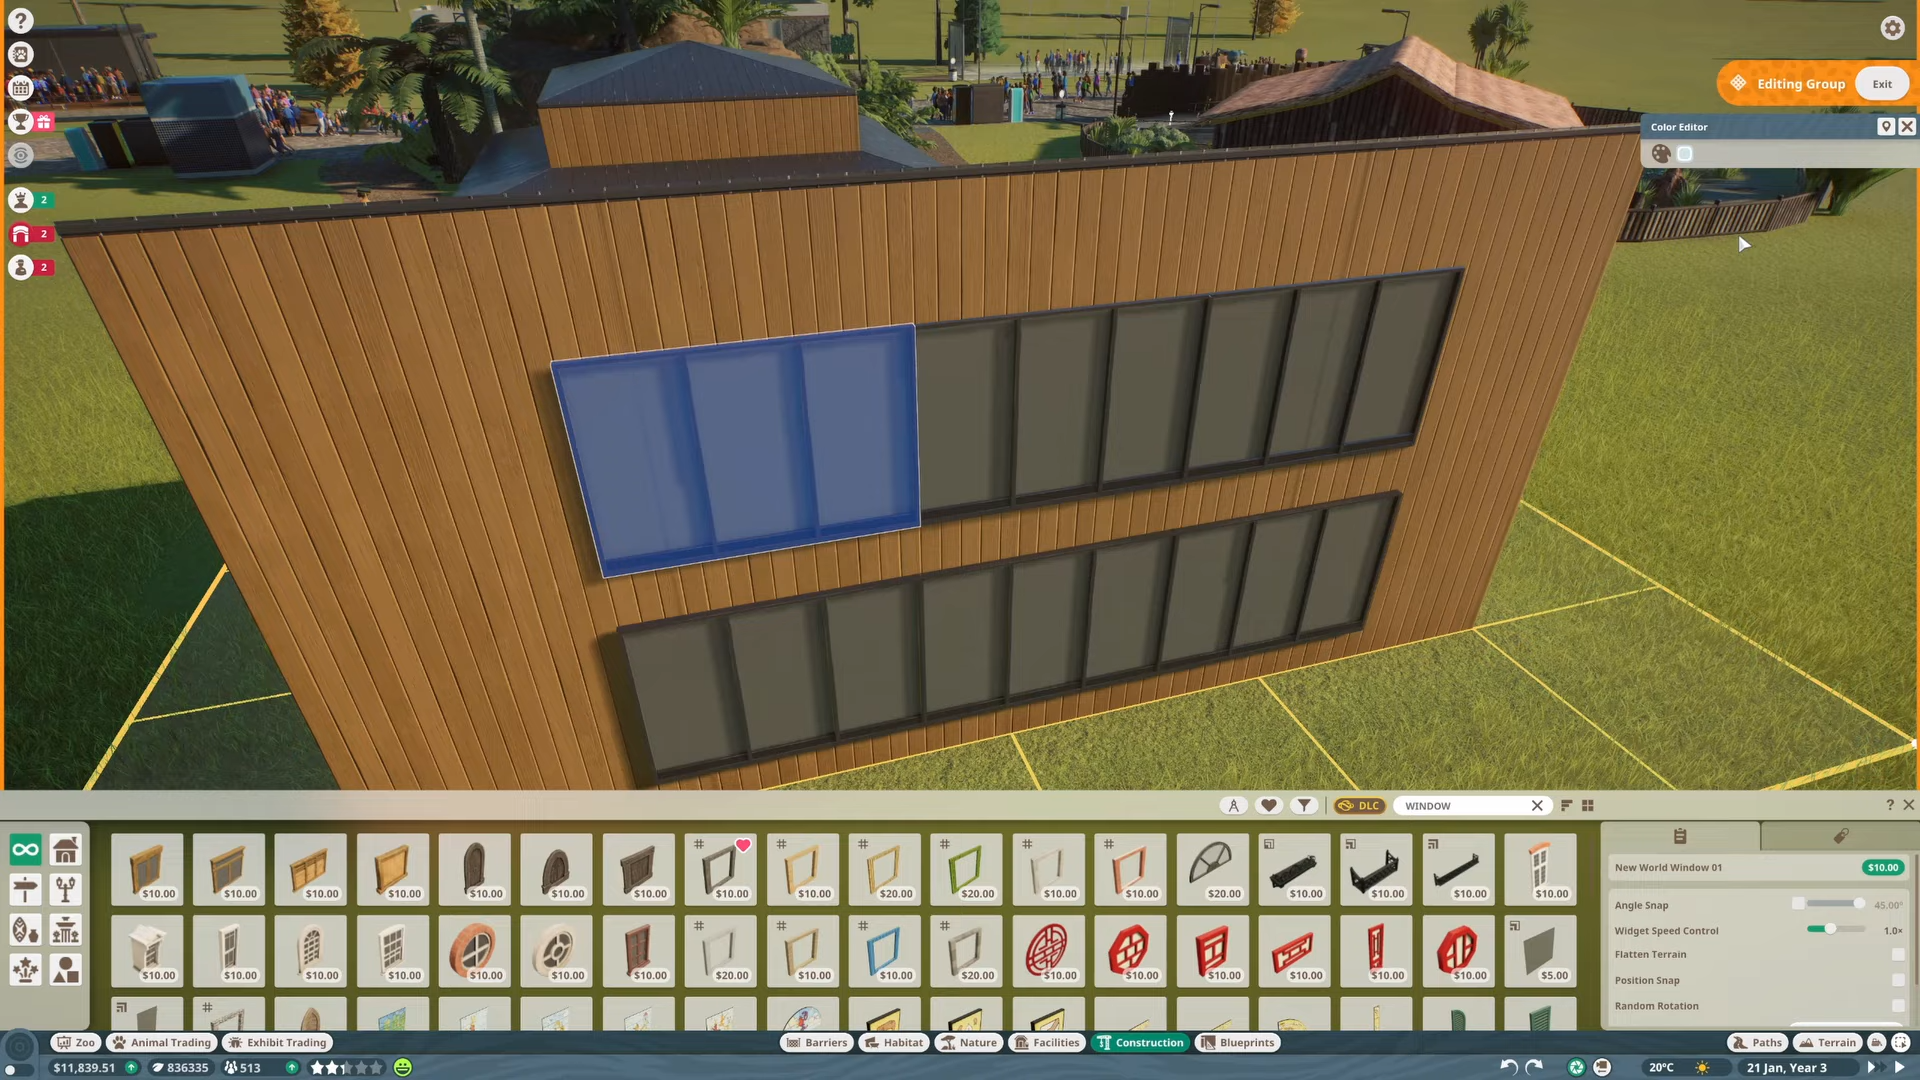 Editing Group
Exit
Color Editor
2
2
2
DLC
WINDOW
$10.00 $10.00 $10.00 $10.00 $10.00 $10.00 $10.00 $10.00 $10.00 $20.00 $20.00 $10.00 $10.00 $20.00 $10.00 $10.00 $10.00 $10.00
$10.00 $10.00 $10.00 $10.00 $10.00 $10.00 $10.00 $20.00 $10.00 $10.00 $20.00 $10.00 $10.00 $10.00 $10.00 $10.00 $10.00 $5.00
New World Window 01 $10.00
Angle Snap 45.00°
Widget Speed Control 1.0×
Flatten Terrain
Position Snap
Random Rotation
Zoo Animal Trading Exhibit Trading Barriers Habitat Nature Facilities Construction Blueprints Paths Terrain
$11,839.51 836335 513 20°C 21 Jan, Year 3